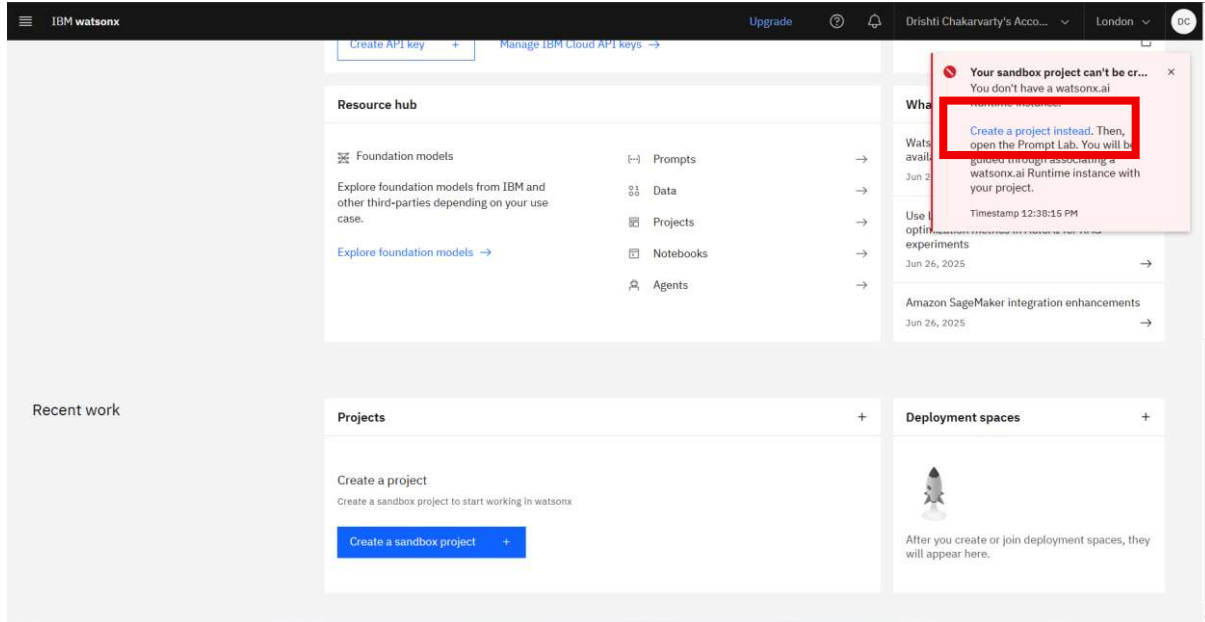 IBM watsonx
Upgrade
Drishti Chakarvarty's Acco...
London
DC
Create API key +
Manage IBM Cloud API keys →
Resource hub
Foundation models
Explore foundation models from IBM and
other third-parties depending on your use
case.
Explore foundation models →
Prompts →
Data →
Projects →
Notebooks →
Agents →
Your sandbox project can't be cr... ×
You don't have a watsonx.ai
Runtime instance.
Create a project instead. Then,
open the Prompt Lab. You will be
guided through associating a
watsonx.ai Runtime instance with
your project.
Timestamp 12:38:15 PM
Wha
Wats
avail
Jun 2
Use
experiments
Jun 26, 2025 →
Amazon SageMaker integration enhancements
Jun 26, 2025 →
Recent work
Projects +
Create a project
Create a sandbox project to start working in watsonx
Create a sandbox project +
Deployment spaces +
After you create or join deployment spaces, they
will appear here.